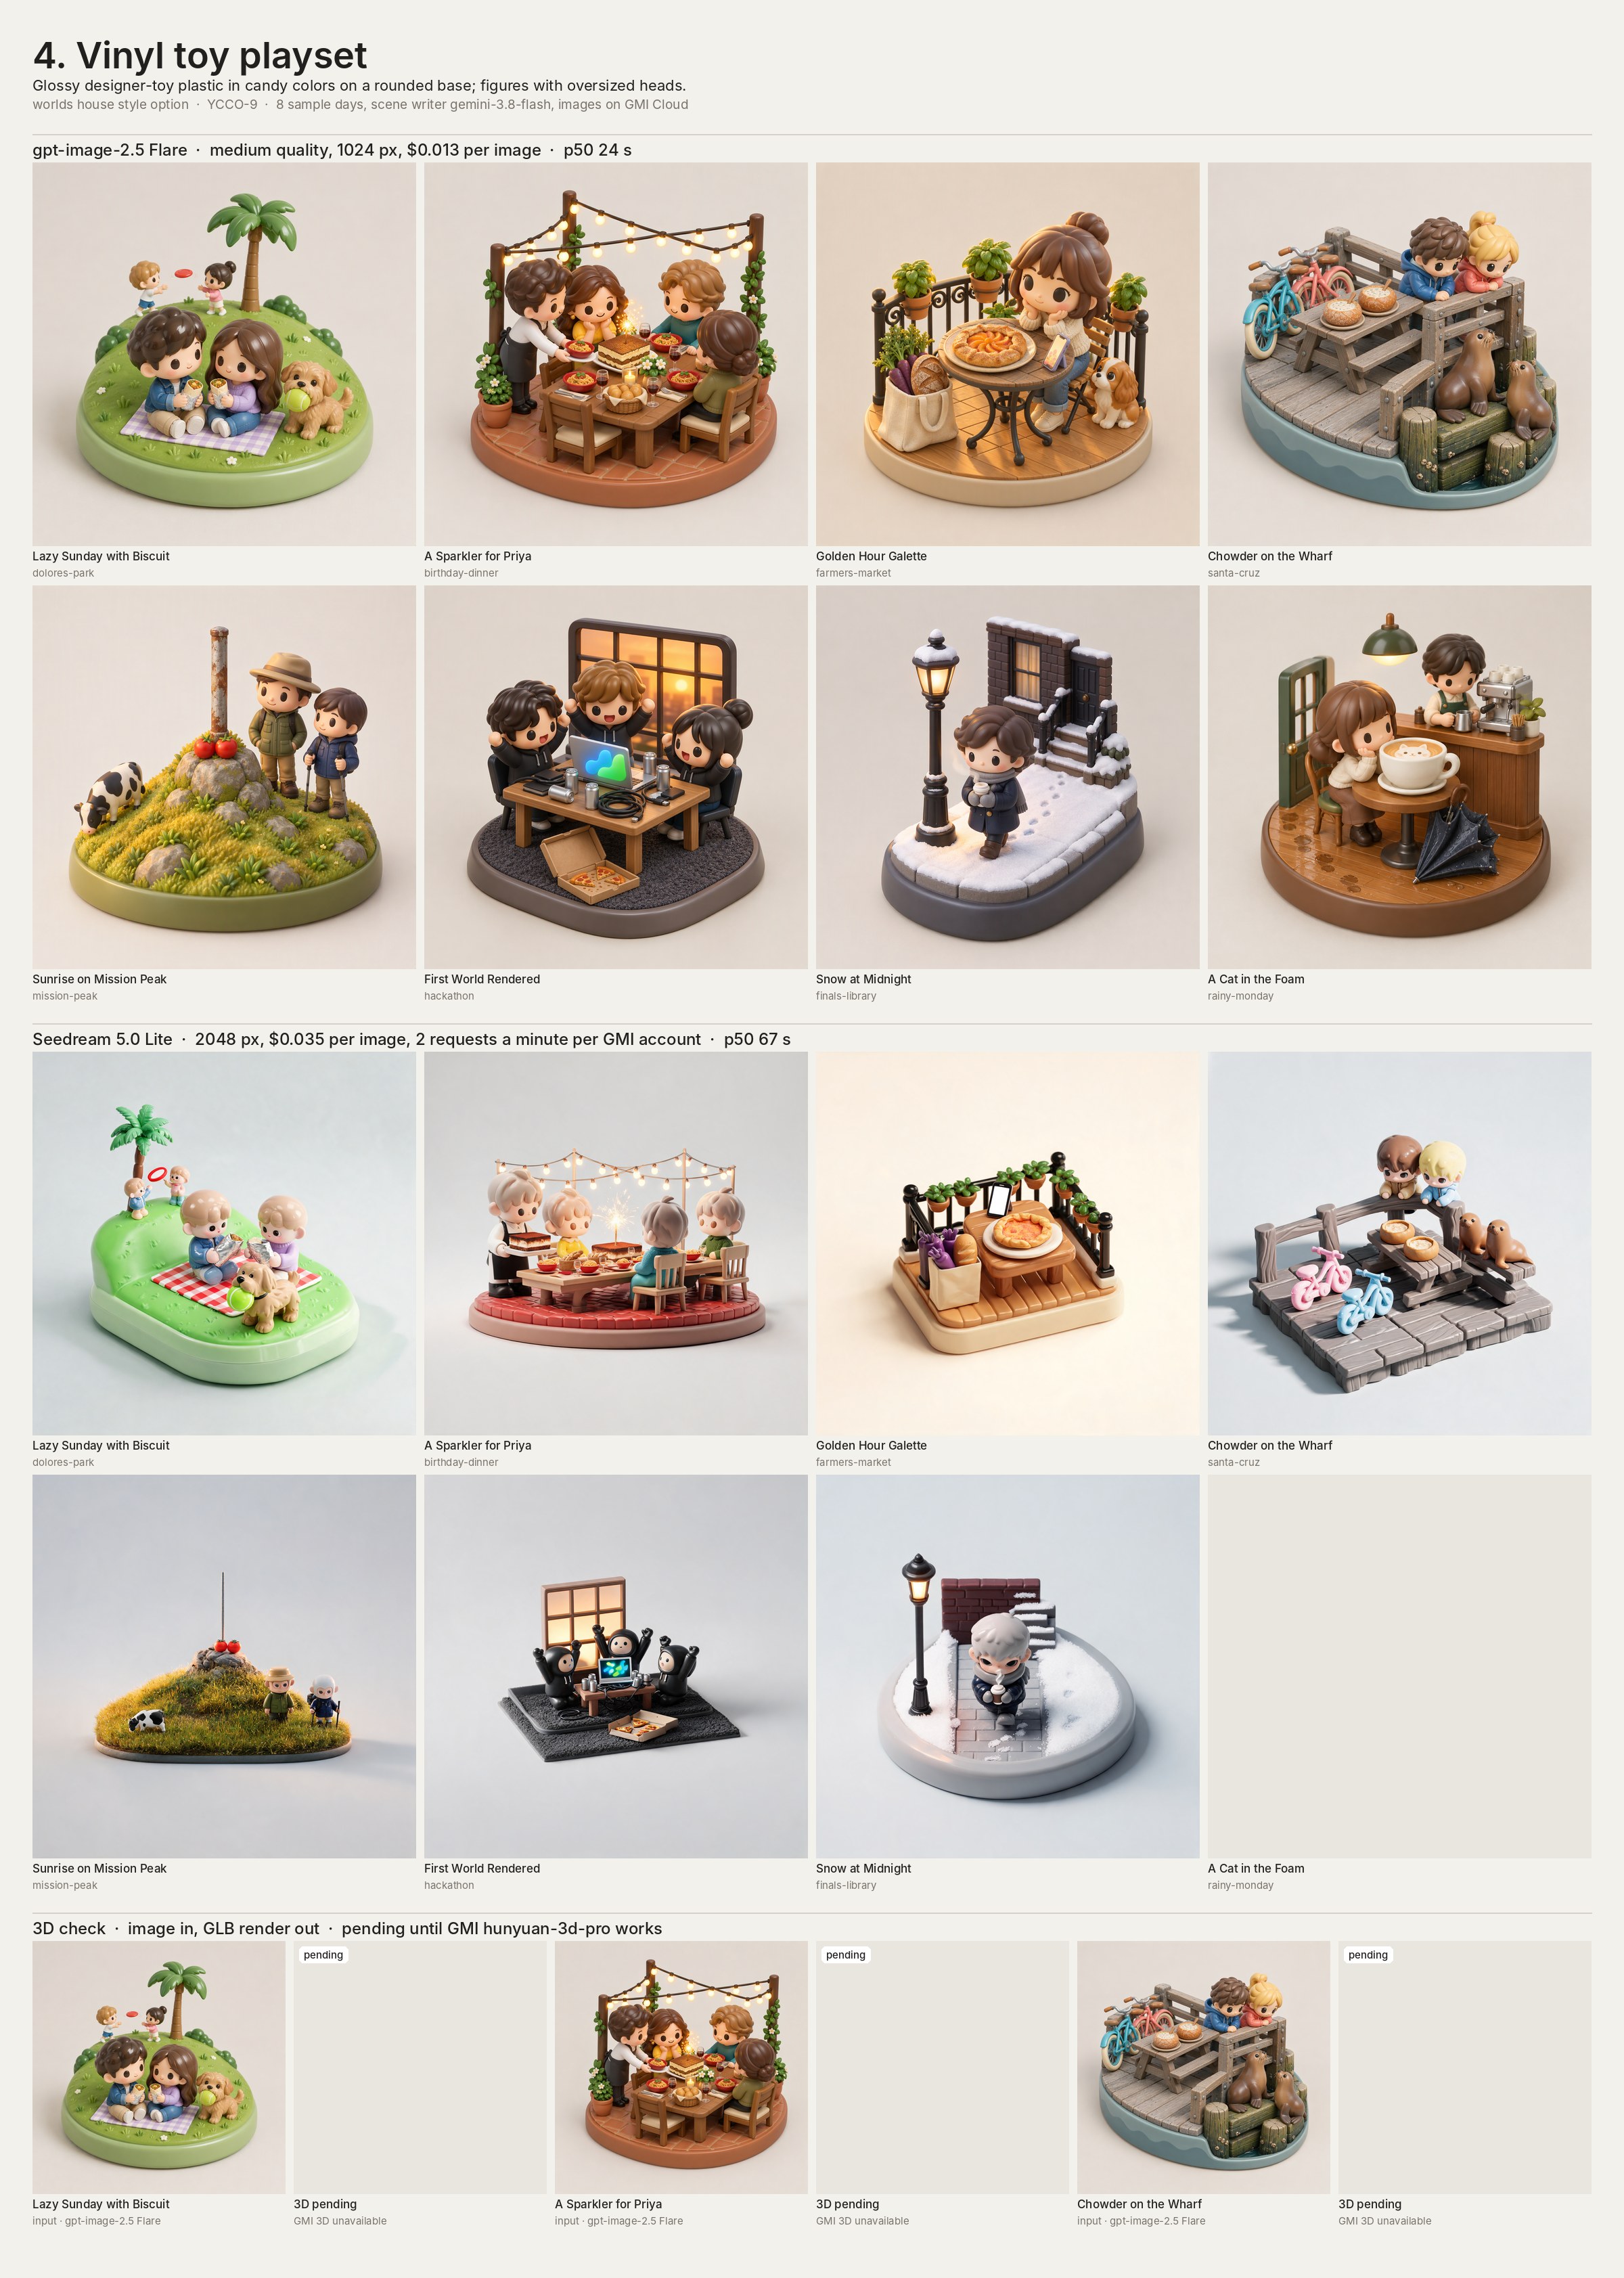 4. Vinyl toy playset
Glossy designer-toy plastic in candy colors on a rounded base; figures with oversized heads.
worlds house style option · YCCO-9 · 8 sample days, scene writer gemini-3.8-flash, images on GMI Cloud
gpt-image-2.5 Flare · medium quality, 1024 px, $0.013 per image · p50 24 s
Lazy Sunday with Biscuit
dolores-park
A Sparkler for Priya
birthday-dinner
Golden Hour Galette
farmers-market
Chowder on the Wharf
santa-cruz
Sunrise on Mission Peak
mission-peak
First World Rendered
hackathon
Snow at Midnight
finals-library
A Cat in the Foam
rainy-monday
Seedream 5.0 Lite · 2048 px, $0.035 per image, 2 requests a minute per GMI account · p50 67 s
Lazy Sunday with Biscuit
dolores-park
A Sparkler for Priya
birthday-dinner
Golden Hour Galette
farmers-market
Chowder on the Wharf
santa-cruz
Sunrise on Mission Peak
mission-peak
First World Rendered
hackathon
Snow at Midnight
finals-library
A Cat in the Foam
rainy-monday
3D check · image in, GLB render out · pending until GMI hunyuan-3d-pro works
pending
pending
pending
Lazy Sunday with Biscuit
input · gpt-image-2.5 Flare
3D pending
GMI 3D unavailable
A Sparkler for Priya
input · gpt-image-2.5 Flare
3D pending
GMI 3D unavailable
Chowder on the Wharf
input · gpt-image-2.5 Flare
3D pending
GMI 3D unavailable